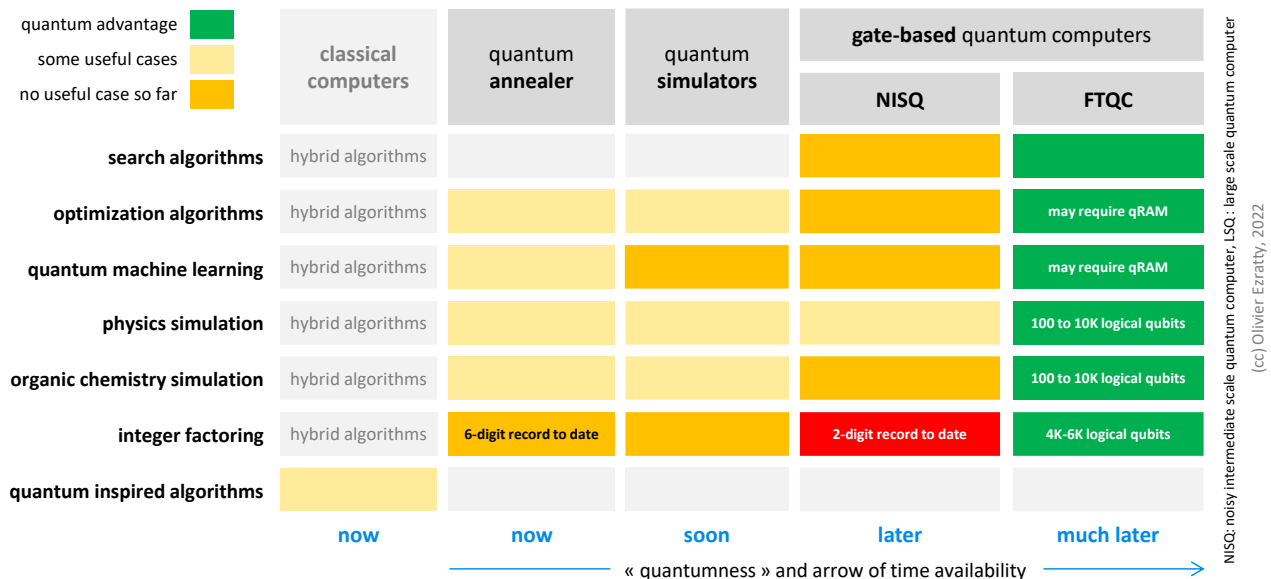 quantum advantage
some useful cases
no useful case so far
classical
computers
quantum
annealer
quantum
simulators
gate-based quantum computers
NISQ
FTQC
search algorithms
hybrid algorithms
optimization algorithms
hybrid algorithms
may require qRAM
quantum machine learning
hybrid algorithms
may require qRAM
physics simulation
hybrid algorithms
100 to 10K logical qubits
organic chemistry simulation
hybrid algorithms
100 to 10K logical qubits
integer factoring
hybrid algorithms
6-digit record to date
2-digit record to date
4K-6K logical qubits
quantum inspired algorithms
now
now
soon
later
much later
« quantumness » and arrow of time availability
NISQ: noisy intermediate scale quantum computer, LSQ : large scale quantum computer
(cc) Olivier Ezratty, 2022